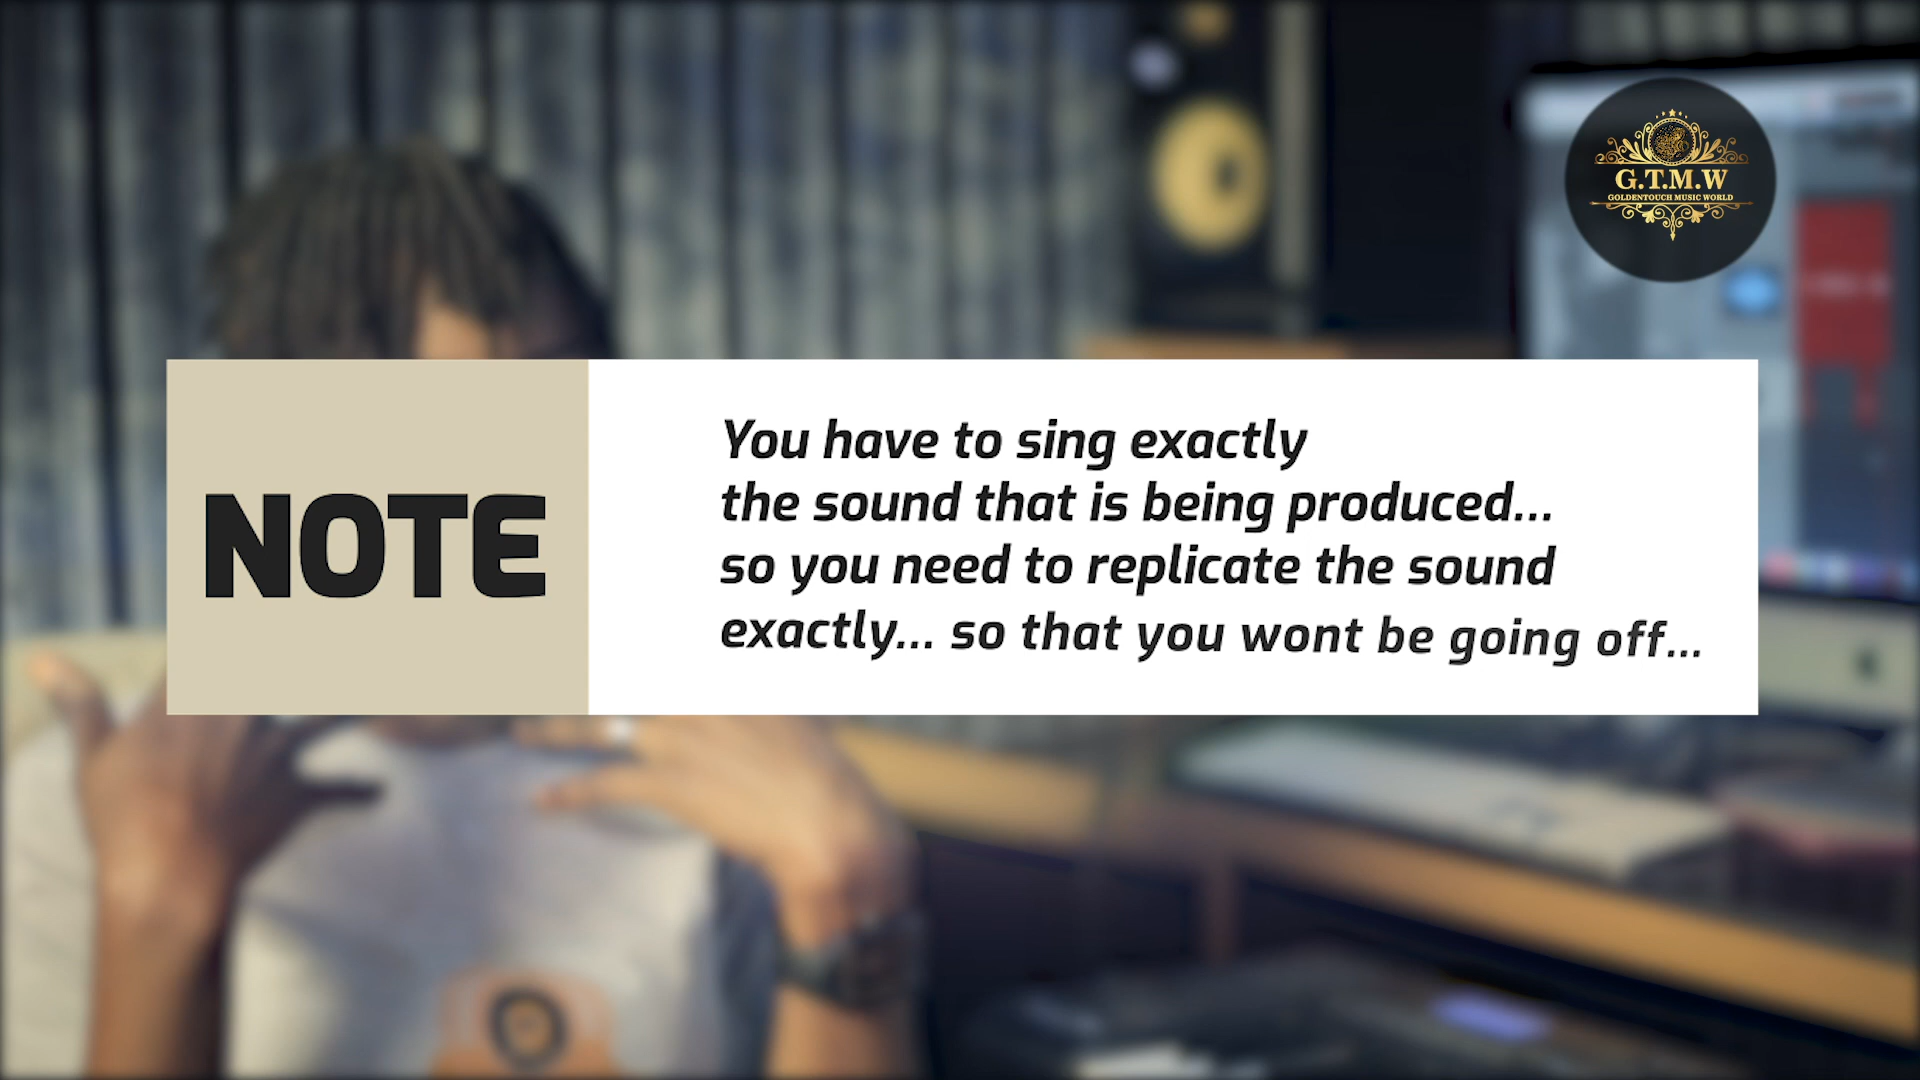 G.T.M.W
GOLDENTOUCH MUSIC WORLD
NOTE
You have to sing exactly
the sound that is being produced...
so you need to replicate the sound
exactly... so that you wont be going off...